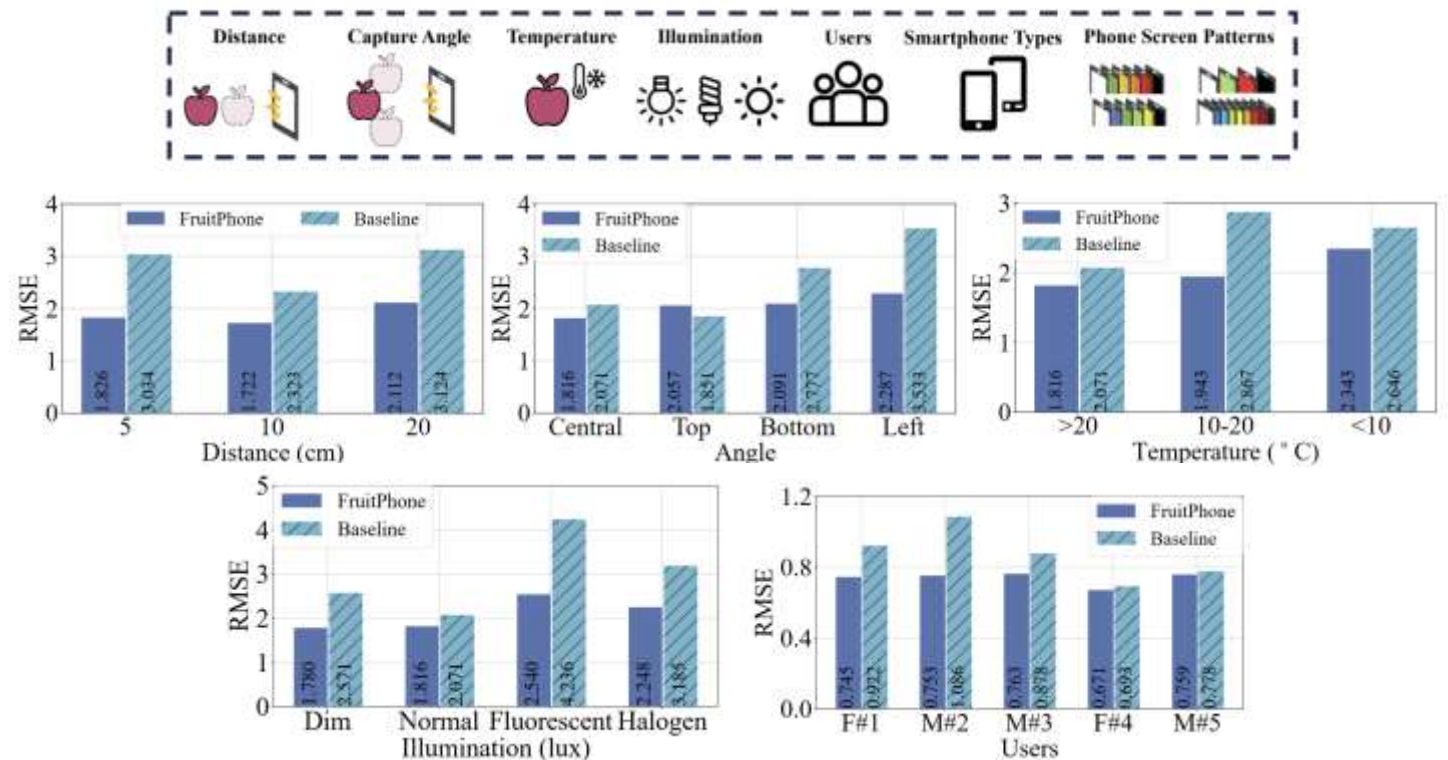 Distance Capture Angle Temperature Illumination Users Smartphone Types Phone Screen Patterns
4
3
2
1
0
RMSE
FruitPhone Baseline
1.826 3.034 1.722 2.323 2.112 3.124
5 10 20
Distance (cm)
4
3
2
1
0
RMSE
FruitPhone
Baseline
1.816 2.071 2.057 1.851 2.091 2.777 2.287 3.533
Central Top Bottom Left
Angle
3
2
1
0
RMSE
FruitPhone
Baseline
1.816 2.071 1.943 2.867 2.343 2.646
>20 10-20 <10
Temperature (°C)
5
4
3
2
1
0
RMSE
FruitPhone
Baseline
1.780 2.571 1.816 2.071 2.540 4.236 2.248 3.185
Dim Normal Fluorescent Halogen
Illumination (lux)
1.2
0.8
0.4
0.0
RMSE
FruitPhone
Baseline
0.745 0.922 0.753 1.086 0.763 0.878 0.671 0.693 0.759 0.778
F#1 M#2 M#3 F#4 M#5
Users